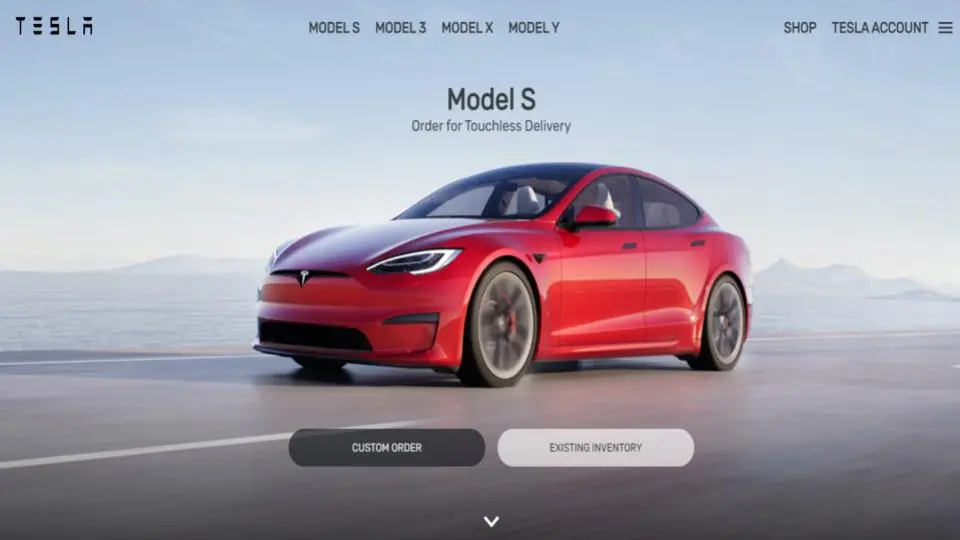 TESLA
MODEL S MODEL 3 MODEL X MODEL Y
SHOP TESLA ACCOUNT
Model S
Order for Touchless Delivery
CUSTOM ORDER
EXISTING INVENTORY